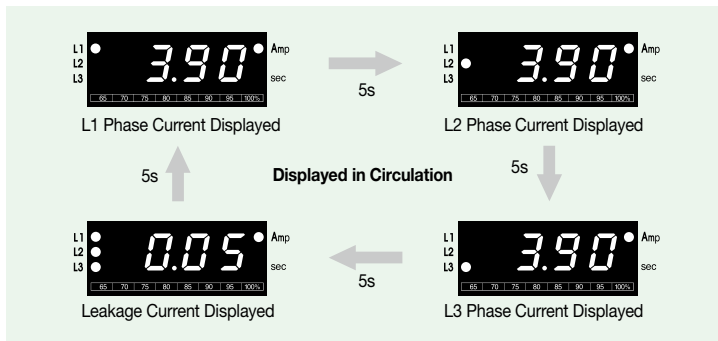 L1 3.90 Amp
L2
L3 sec
65 70 75 80 85 90 95 100%
L1 Phase Current Displayed
5s
L1 3.90 Amp
L2
L3 sec
65 70 75 80 85 90 95 100%
L2 Phase Current Displayed
5s
Displayed in Circulation
5s
L1 0.05 Amp
L2
L3 sec
65 70 75 80 85 90 95 100%
Leakage Current Displayed
5s
L1 3.90 Amp
L2
L3 sec
65 70 75 80 85 90 95 100%
L3 Phase Current Displayed